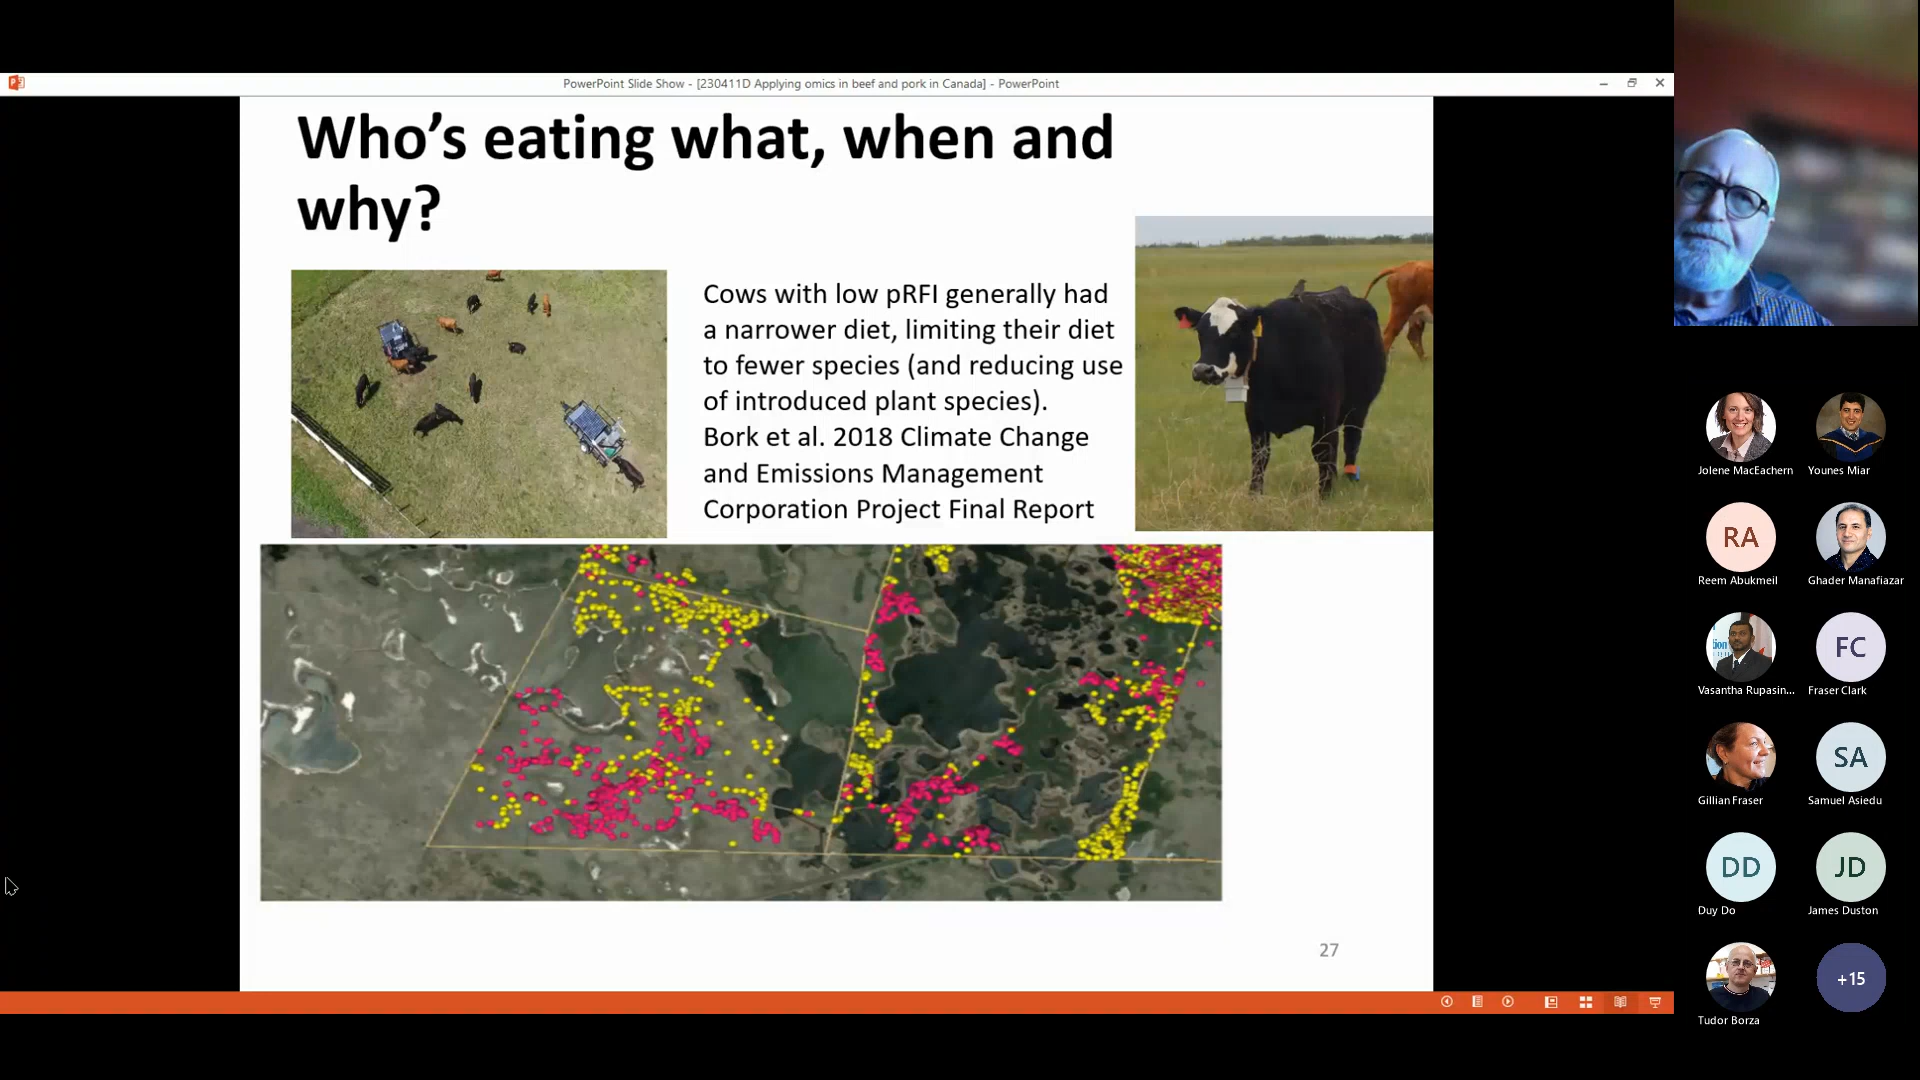 PowerPoint Slide Show - [230411D Applying omics in beef and pork in Canada] - PowerPoint
Who's eating what, when and
why?
Cows with low pRFI generally had
a narrower diet, limiting their diet
to fewer species (and reducing use
of introduced plant species).
Bork et al. 2018 Climate Change
and Emissions Management
Corporation Project Final Report
27
Jolene MacEachern
Younes Miar
RA
Reem Abukmeil
Ghader Manafiazar
Vasantha Rupasin...
FC
Fraser Clark
Gillian Fraser
SA
Samuel Asiedu
DD
Duy Do
JD
James Duston
Tudor Borza
+15